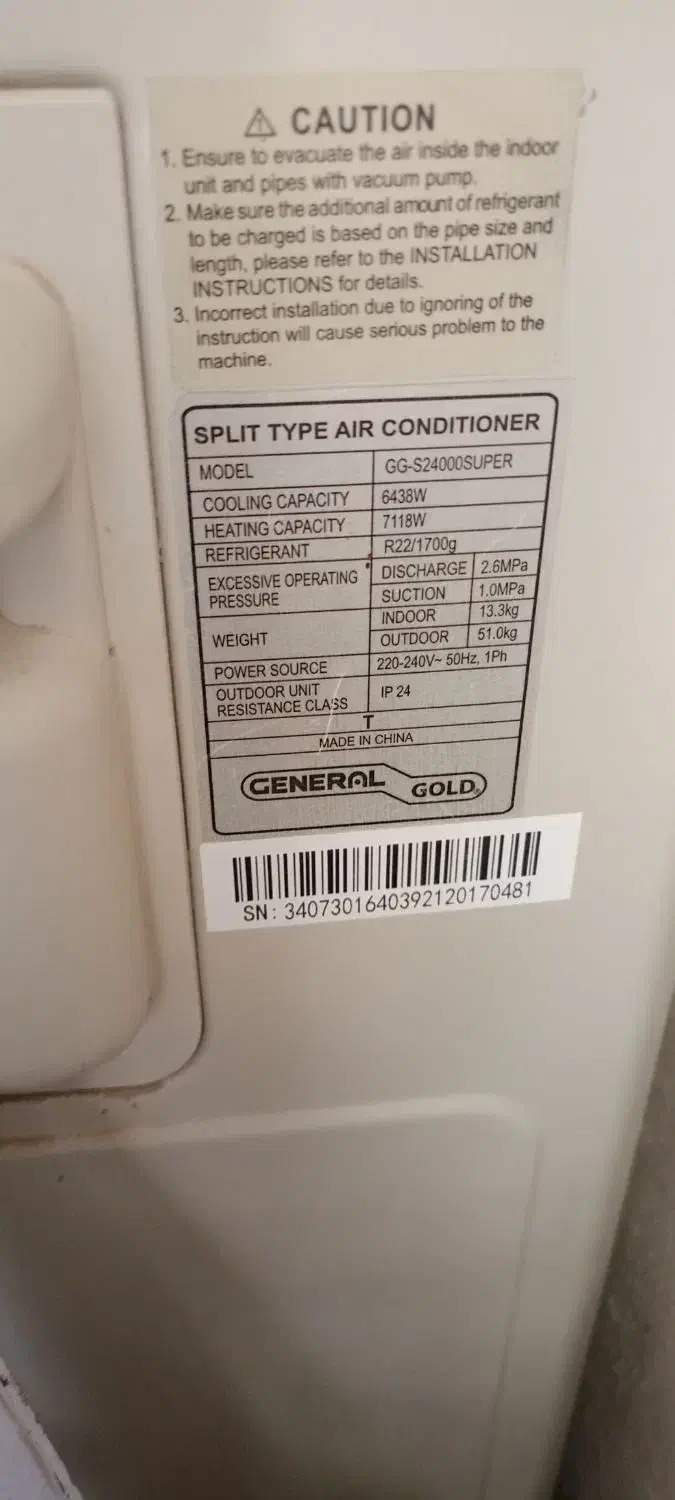 ⚠ CAUTION
1. Ensure to evacuate the air inside the indoor
unit and pipes with vacuum pump.
2. Make sure the additional amount of refrigerant
to be charged is based on the pipe size and
length, please refer to the INSTALLATION
INSTRUCTIONS for details.
3. Incorrect installation due to ignoring of the
instruction will cause serious problem to the
machine.
SPLIT TYPE AIR CONDITIONER
MODEL GG-S24000SUPER
COOLING CAPACITY 6438W
HEATING CAPACITY 7118W
REFRIGERANT R22/1700g
EXCESSIVE OPERATING PRESSURE DISCHARGE 2.6MPa
SUCTION 1.0MPa
WEIGHT INDOOR 13.3kg
OUTDOOR 51.0kg
POWER SOURCE 220-240V~ 50Hz, 1Ph
OUTDOOR UNIT RESISTANCE CLASS IP 24
T
MADE IN CHINA
GENERAL GOLD®
SN: 3407301640392120170481